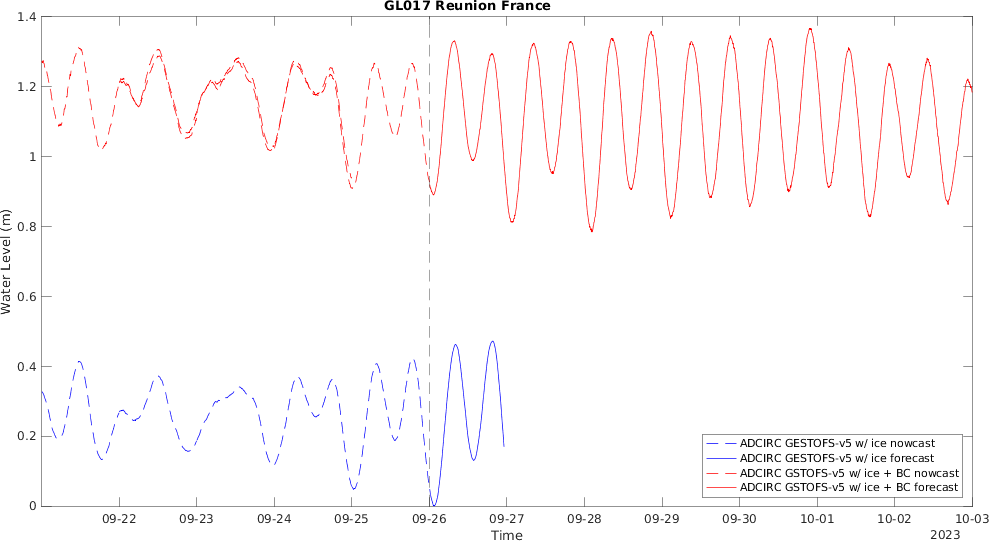 GL017 Reunion France
1.4
1.2
1
0.8
0.6
0.4
0.2
0
Water Level (m)
ADCIRC GESTOFS-v5 w/ ice nowcast
ADCIRC GESTOFS-v5 w/ ice forecast
ADCIRC GSTOFS-v5 w/ ice + BC nowcast
ADCIRC GSTOFS-v5 w/ ice + BC forecast
09-22 09-23 09-24 09-25 09-26 09-27 09-28 09-29 09-30 10-01 10-02 10-03
Time
2023